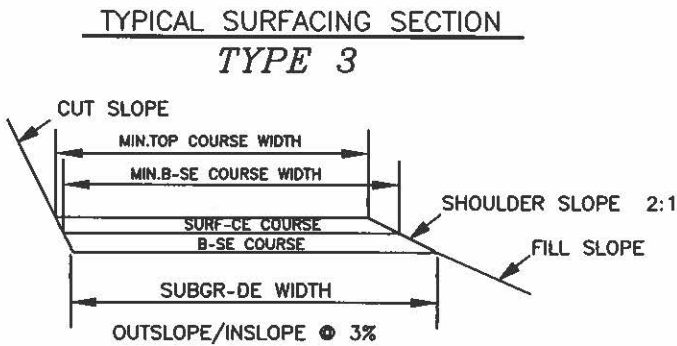 TYPICAL SURFACING SECTION
TYPE 3
CUT SLOPE
MIN.TOP COURSE WIDTH
MIN.B-SE COURSE WIDTH
SHOULDER SLOPE 2:1
SURF-CE COURSE
B-SE COURSE
FILL SLOPE
SUBGR-DE WIDTH
OUTSLOPE/INSLOPE @ 3%